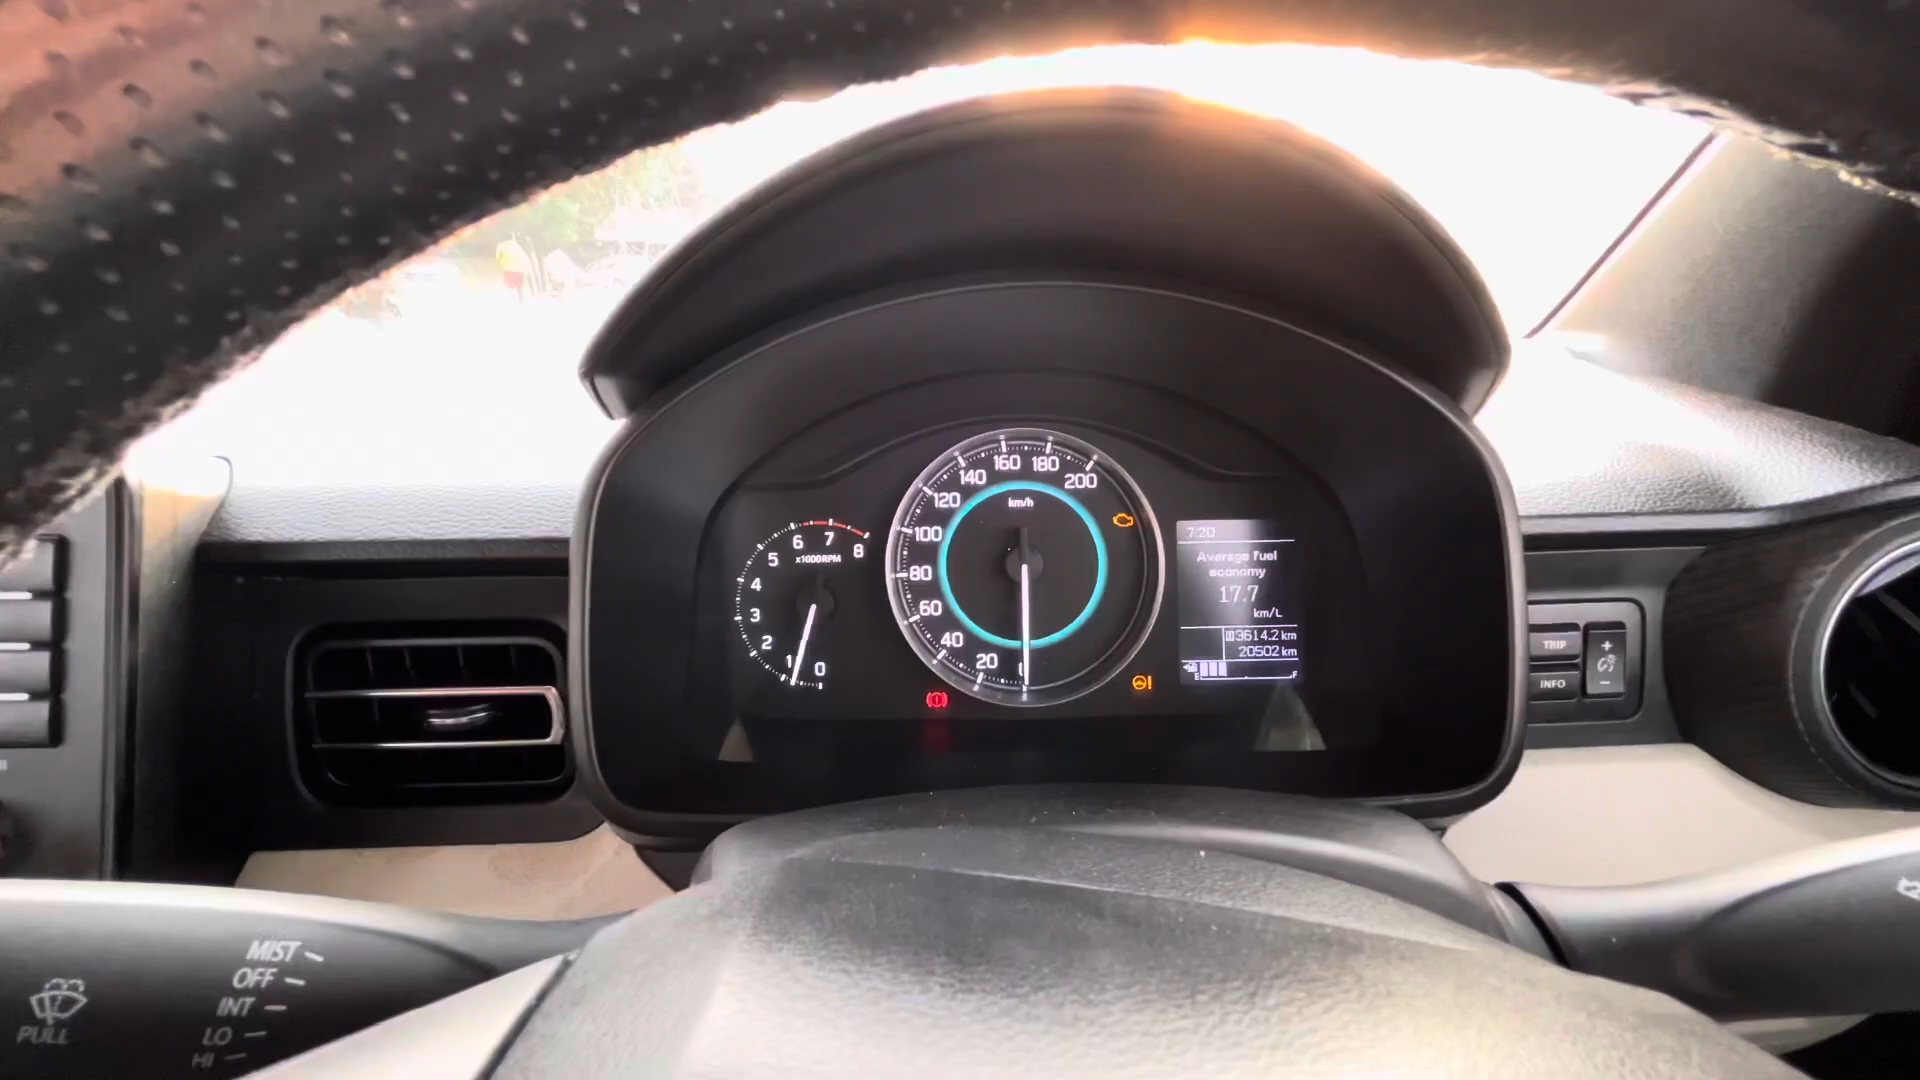 160 180
140 200
120
km/h
100
80
60
40
20
6 7 8
5
x1000RPM
4
3
2
1 0
7:20
Average fuel
economy
17.7
km/L
3614.2 km
20502 km
E F
TRIP
INFO
+
-
MIST
OFF
INT
LO
HI
PULL